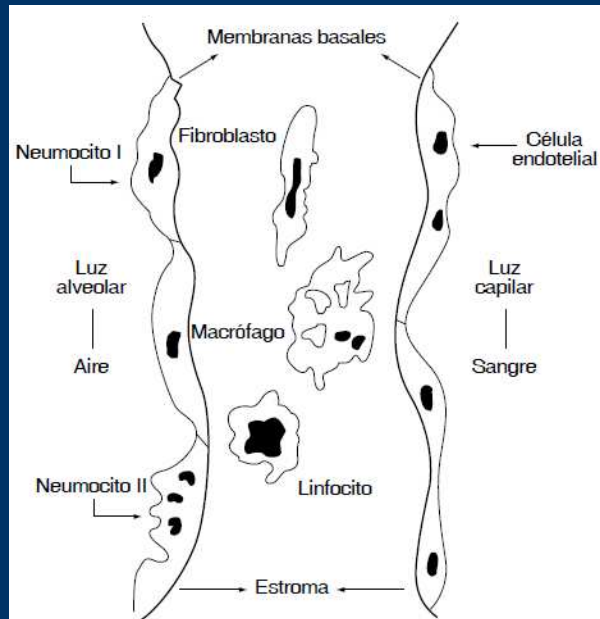 Membranas basales
Fibroblasto
Neumocito I
Célula
endotelial
Luz
alveolar
Aire
Macrófago
Luz
capilar
Sangre
Linfocito
Neumocito II
Estroma